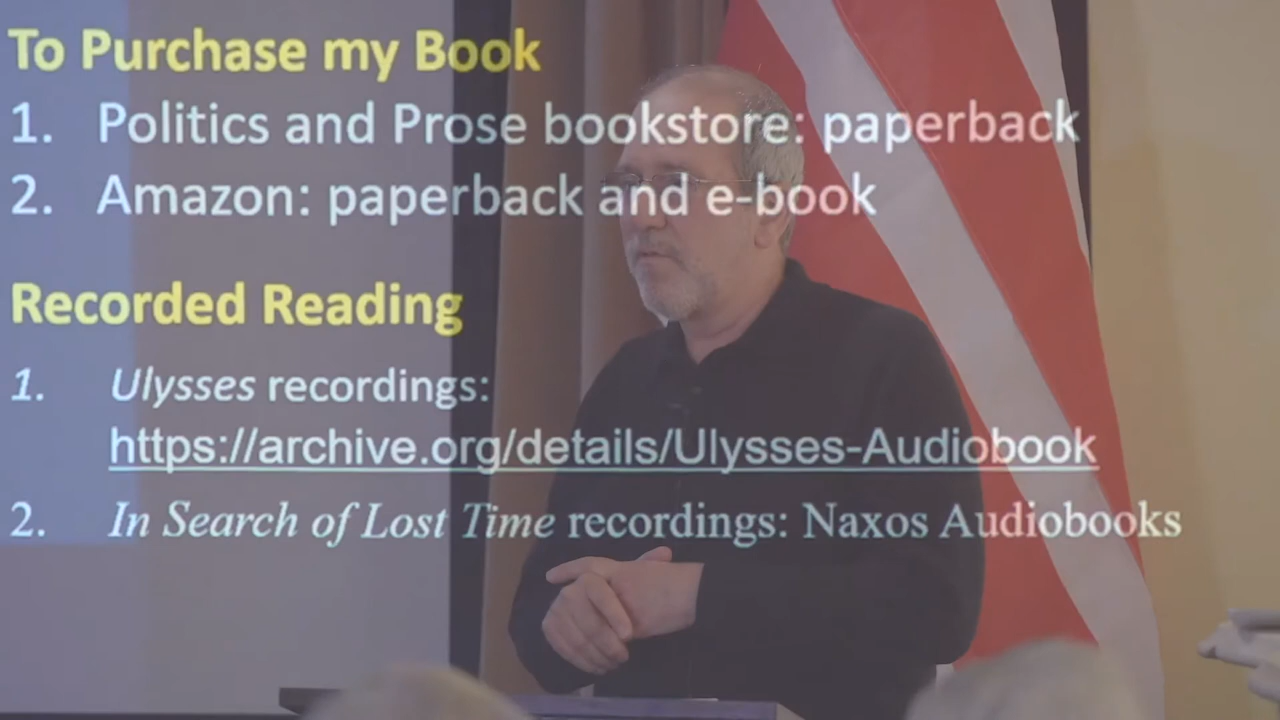 To Purchase my Book
1. Politics and Prose bookstore: paperback
2. Amazon: paperback and e-book
Recorded Reading
1. Ulysses recordings:
https://archive.org/details/Ulysses-Audiobook
2. In Search of Lost Time recordings: Naxos Audiobooks